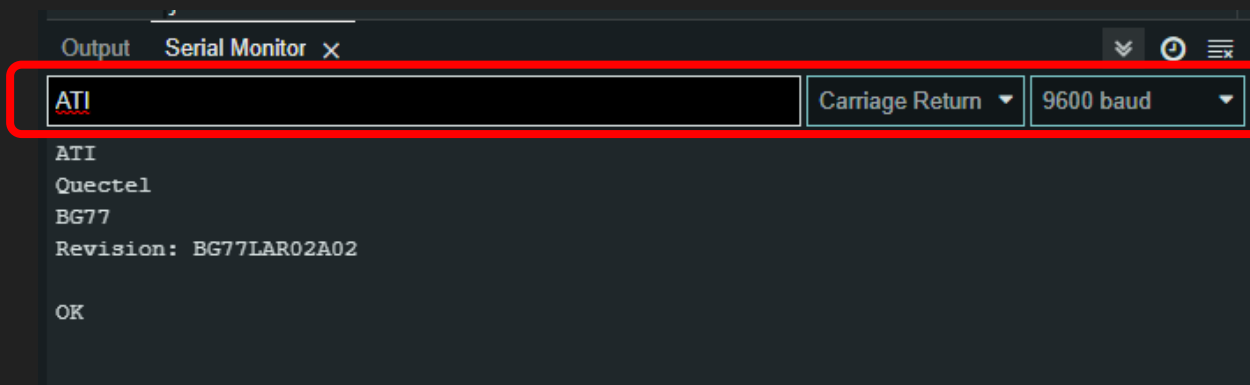 Output Serial Monitor
ATI Carriage Return 9600 baud
ATI
Quectel
BG77
Revision: BG77LAR02A02
OK